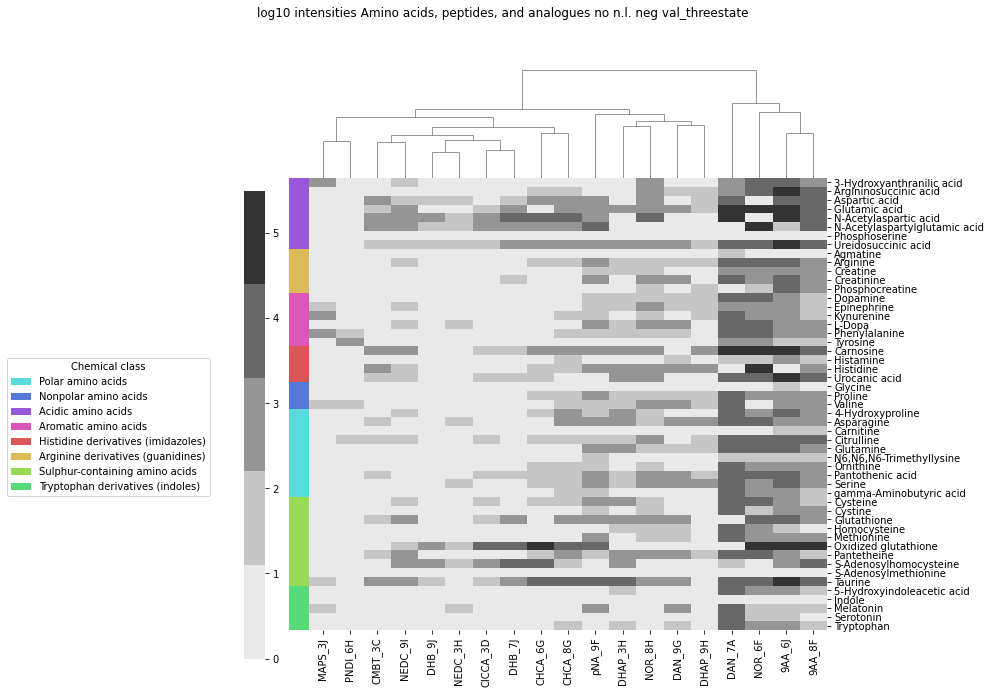 log10 intensities Amino acids, peptides, and analogues no n.l. neg val_threestate
5
4
3
2
1
0
Chemical class
Polar amino acids
Nonpolar amino acids
Acidic amino acids
Aromatic amino acids
Histidine derivatives (imidazoles)
Arginine derivatives (guanidines)
Sulphur-containing amino acids
Tryptophan derivatives (indoles)
3-Hydroxyanthranilic acid
Argininosuccinic acid
Aspartic acid
Glutamic acid
N-Acetylaspartic acid
N-Acetylaspartylglutamic acid
Phosphoserine
Ureidosuccinic acid
Agmatine
Arginine
Creatine
Creatinine
Phosphocreatine
Dopamine
Epinephrine
Kynurenine
L-Dopa
Phenylalanine
Tyrosine
Carnosine
Histamine
Histidine
Urocanic acid
Glycine
Proline
Valine
4-Hydroxyproline
Asparagine
Carnitine
Citrulline
Glutamine
N6,N6,N6-Trimethyllysine
Ornithine
Pantothenic acid
Serine
gamma-Aminobutyric acid
Cysteine
Cystine
Glutathione
Homocysteine
Methionine
Oxidized glutathione
Pantetheine
S-Adenosylhomocysteine
S-Adenosylmethionine
Taurine
5-Hydroxyindoleacetic acid
Indole
Melatonin
Serotonin
Tryptophan
MAPS_3J
PNDI_6H
CMBT_3C
NEDC_9J
DHB_9J
NEDC_3H
CICCA_3D
DHB_7J
CHCA_6G
CHCA_8G
pNA_9F
DHAP_3H
NOR_8H
DAN_9G
DHAP_9H
DAN_7A
NOR_6F
9AA_6J
9AA_8F